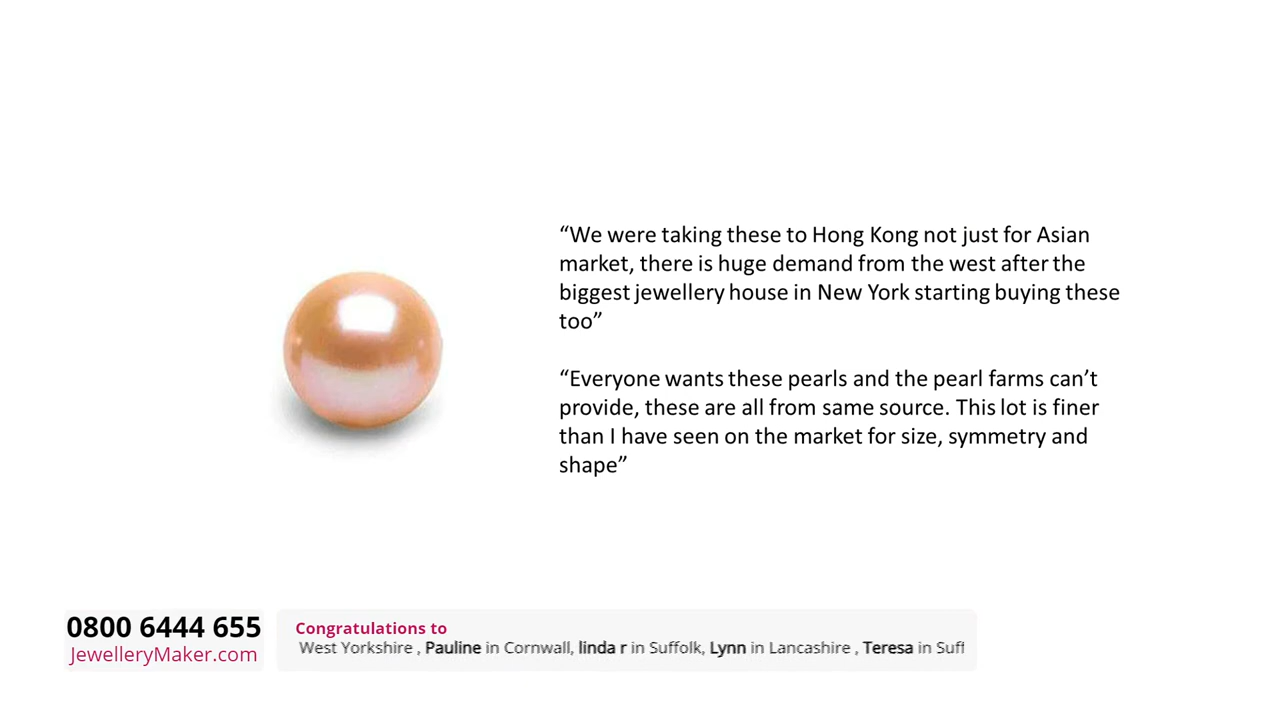 “We were taking these to Hong Kong not just for Asian
market, there is huge demand from the west after the
biggest jewellery house in New York starting buying these
too”
“Everyone wants these pearls and the pearl farms can’t
provide, these are all from same source. This lot is finer
than I have seen on the market for size, symmetry and
shape”
0800 6444 655
JewelleryMaker.com
Congratulations to
West Yorkshire , Pauline in Cornwall, linda r in Suffolk, Lynn in Lancashire , Teresa in Suff